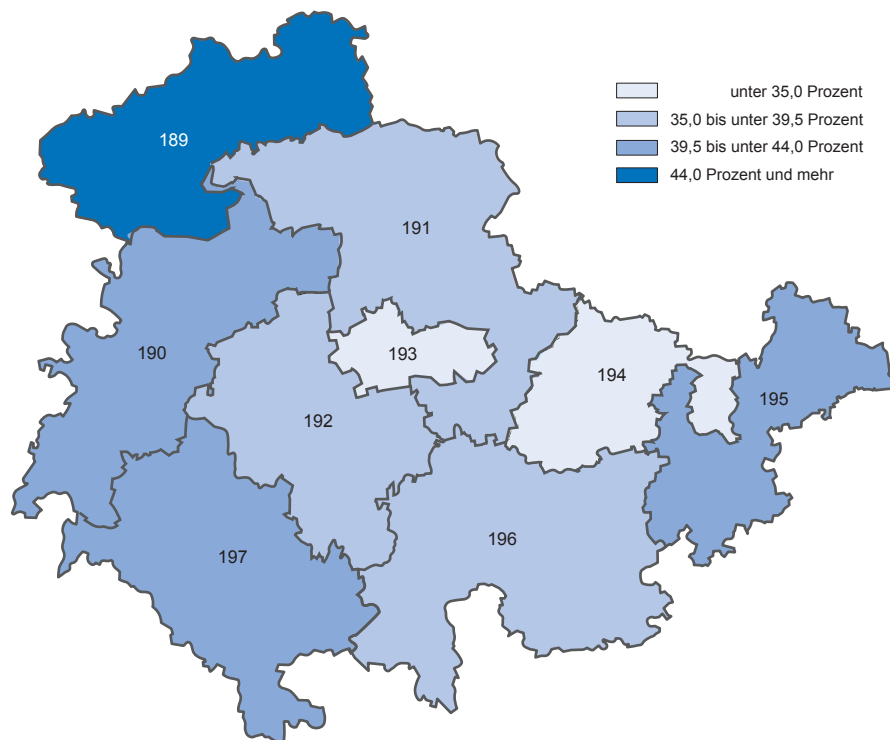 unter 35,0 Prozent
35,0 bis unter 39,5 Prozent
39,5 bis unter 44,0 Prozent
44,0 Prozent und mehr
189
191
190
193
194
195
192
196
197